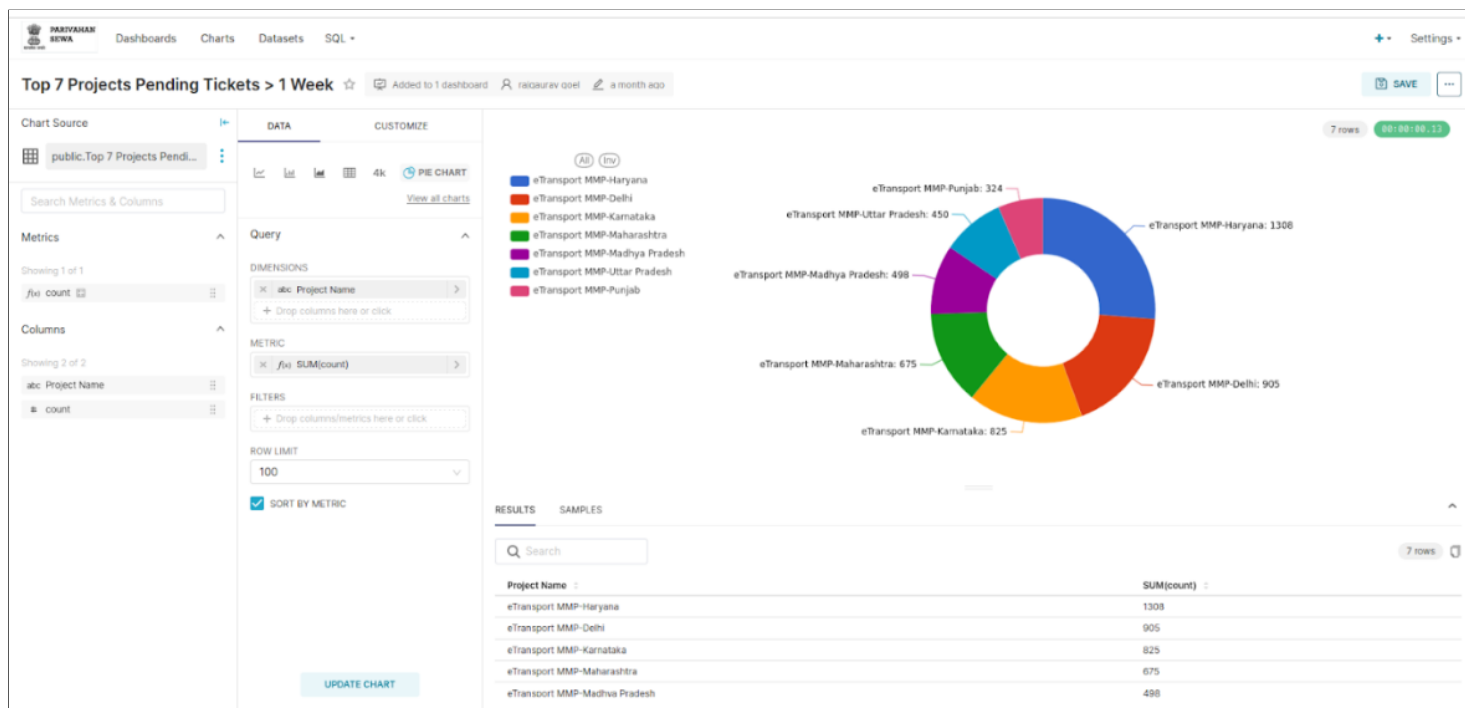 PARIVAHAN
SEWA
Dashboards Charts Datasets SQL
Settings
Top 7 Projects Pending Tickets > 1 Week
Added to 1 dashboard
raigaurav goel
a month ago
SAVE
...
Chart Source
public.Top 7 Projects Pendi...
Search Metrics & Columns
Metrics
Showing 1 of 1
f(x) count
Columns
Showing 2 of 2
abc Project Name
# count
DATA CUSTOMIZE
4k PIE CHART
View all charts
Query
DIMENSIONS
abc Project Name
+ Drop columns here or click
METRIC
f(x) SUM(count)
FILTERS
+ Drop columns/metrics here or click
ROW LIMIT
100
SORT BY METRIC
UPDATE CHART
7 rows 00:00:00.13
All Inv
eTransport MMP-Haryana
eTransport MMP-Delhi
eTransport MMP-Karnataka
eTransport MMP-Maharashtra
eTransport MMP-Madhya Pradesh
eTransport MMP-Uttar Pradesh
eTransport MMP-Punjab
eTransport MMP-Punjab: 324
eTransport MMP-Uttar Pradesh: 450
eTransport MMP-Haryana: 1308
eTransport MMP-Madhya Pradesh: 498
eTransport MMP-Maharashtra: 675
eTransport MMP-Delhi: 905
eTransport MMP-Karnataka: 825
RESULTS SAMPLES
Search
7 rows
Project Name SUM(count)
eTransport MMP-Haryana 1308
eTransport MMP-Delhi 905
eTransport MMP-Karnataka 825
eTransport MMP-Maharashtra 675
eTransport MMP-Madhya Pradesh 498